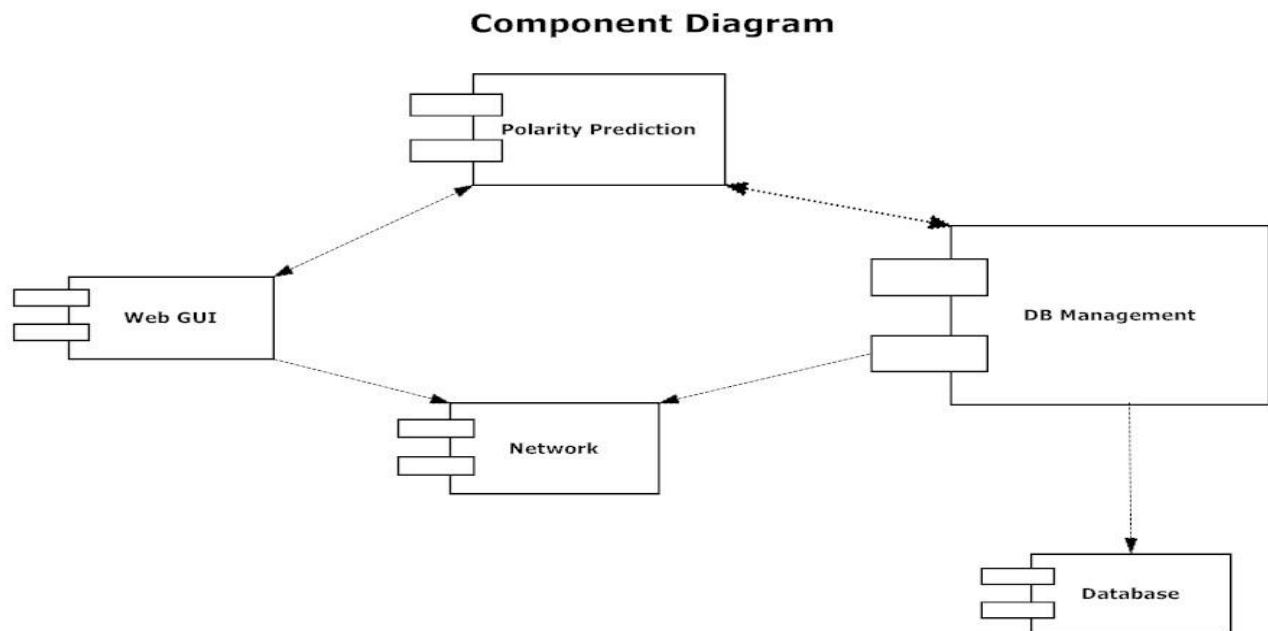 Component Diagram
Polarity Prediction
Web GUI
DB Management
Network
Database